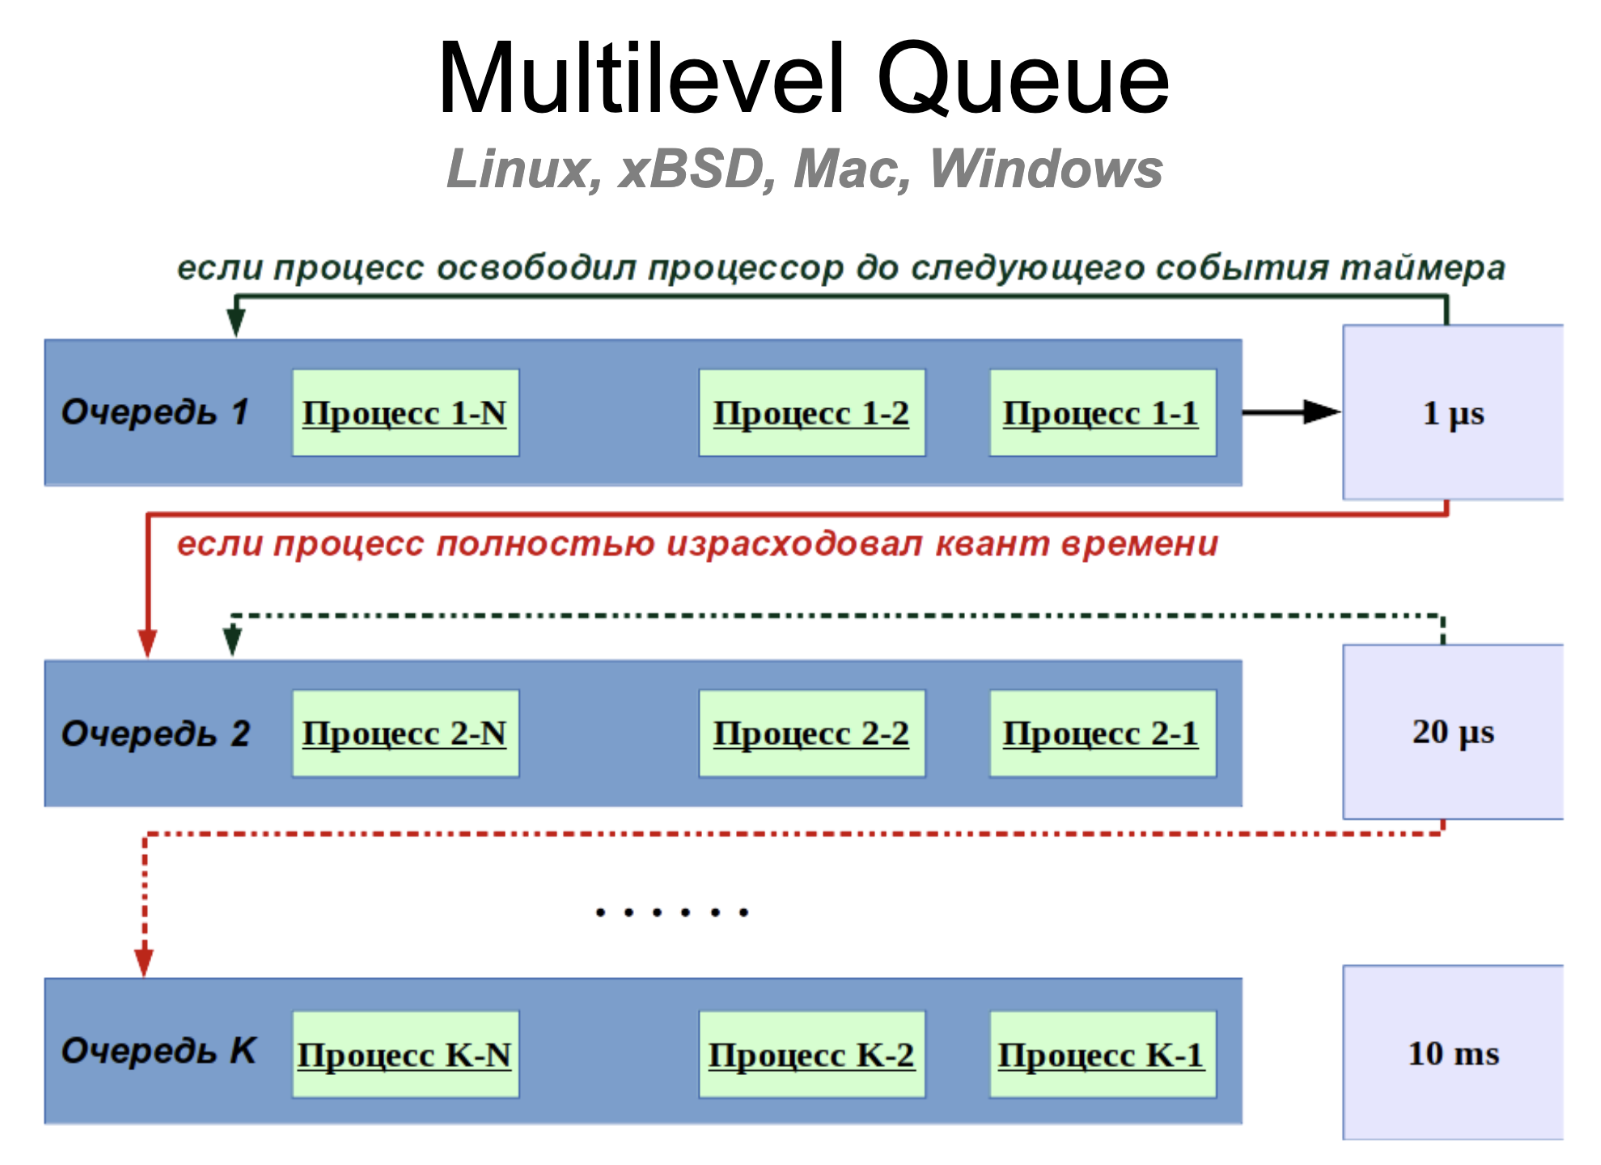 Multilevel Queue
Linux, xBSD, Mac, Windows
если процесс освободил процессор до следующего события таймера
Очередь 1 Процесс 1-N Процесс 1-2 Процесс 1-1 1 µs
если процесс полностью израсходовал квант времени
Очередь 2 Процесс 2-N Процесс 2-2 Процесс 2-1 20 µs
......
Очередь K Процесс K-N Процесс K-2 Процесс K-1 10 ms